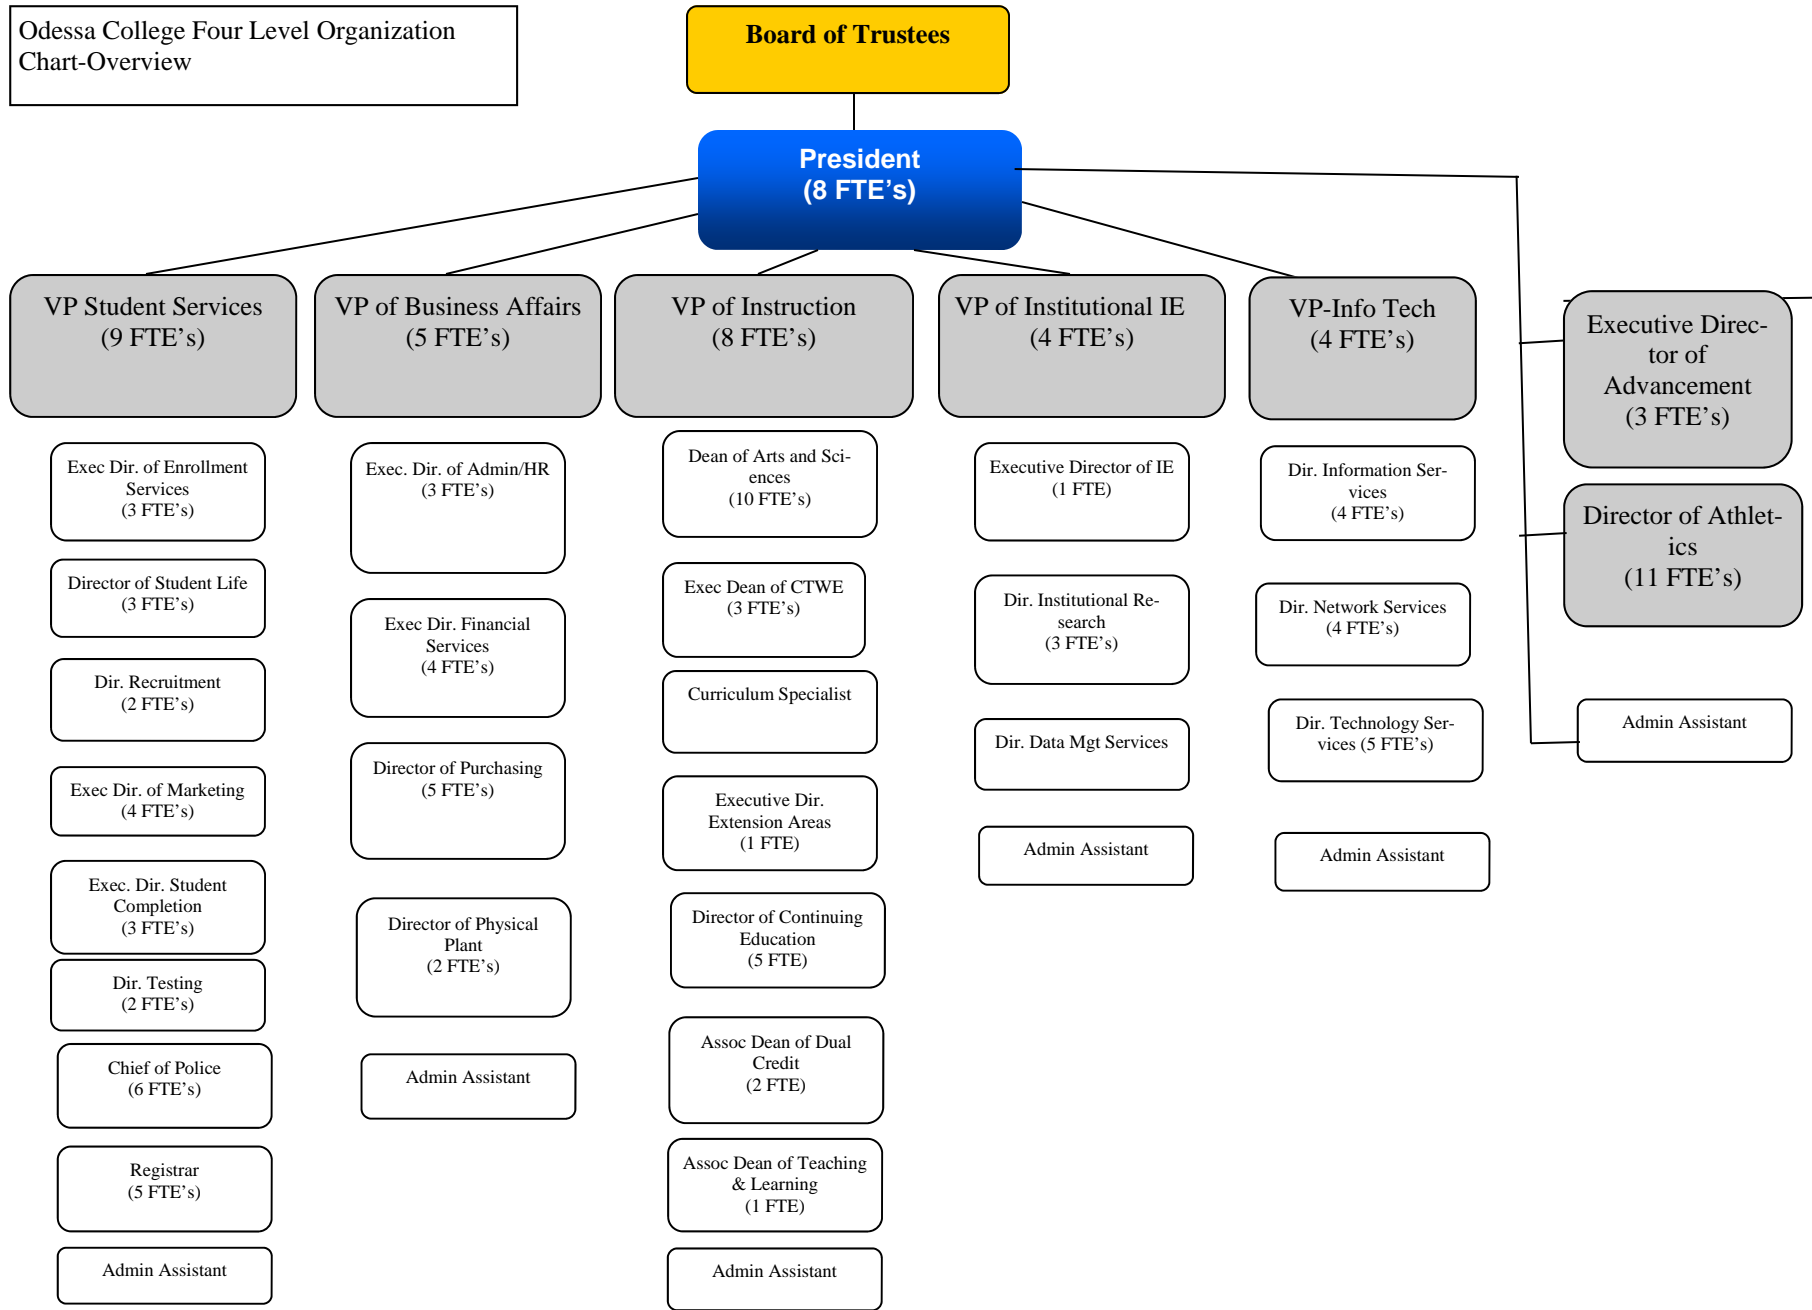 Odessa College Four Level Organization
Chart-Overview
Board of Trustees
President
(8 FTE’s)
VP Student Services
(9 FTE’s)
VP of Business Affairs
(5 FTE’s)
VP of Instruction
(8 FTE’s)
VP of Institutional IE
(4 FTE’s)
VP-Info Tech
(4 FTE’s)
Executive Direc-
tor of
Advancement
(3 FTE’s)
Director of Athlet-
ics
(11 FTE’s)
Admin Assistant
Exec Dir. of Enrollment
Services
(3 FTE’s)
Director of Student Life
(3 FTE’s)
Dir. Recruitment
(2 FTE’s)
Exec Dir. of Marketing
(4 FTE’s)
Exec. Dir. Student
Completion
(3 FTE’s)
Dir. Testing
(2 FTE’s)
Chief of Police
(6 FTE’s)
Registrar
(5 FTE’s)
Admin Assistant
Exec. Dir. of Admin/HR
(3 FTE’s)
Exec Dir. Financial
Services
(4 FTE’s)
Director of Purchasing
(5 FTE’s)
Director of Physical
Plant
(2 FTE’s)
Admin Assistant
Dean of Arts and Sci-
ences
(10 FTE’s)
Exec Dean of CTWE
(3 FTE’s)
Curriculum Specialist
Executive Dir.
Extension Areas
(1 FTE)
Director of Continuing
Education
(5 FTE)
Assoc Dean of Dual
Credit
(2 FTE)
Assoc Dean of Teaching
& Learning
(1 FTE)
Admin Assistant
Executive Director of IE
(1 FTE)
Dir. Institutional Re-
search
(3 FTE’s)
Dir. Data Mgt Services
Admin Assistant
Dir. Information Ser-
vices
(4 FTE’s)
Dir. Network Services
(4 FTE’s)
Dir. Technology Ser-
vices (5 FTE’s)
Admin Assistant